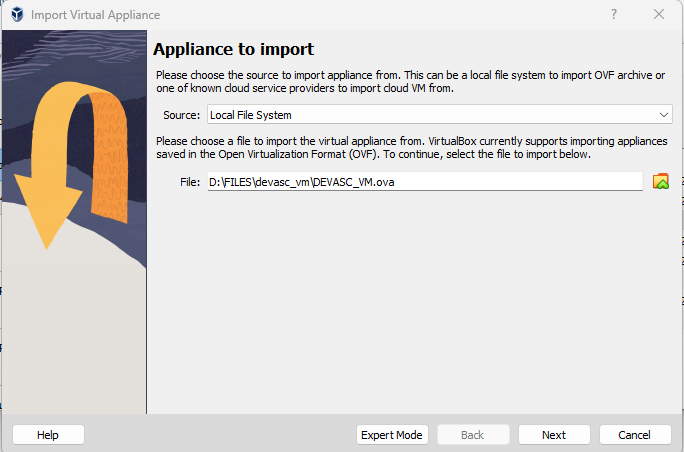 Import Virtual Appliance
?
Appliance to import
Please choose the source to import appliance from. This can be a local file system to import OVF archive or
one of known cloud service providers to import cloud VM from.
Source: Local File System
Please choose a file to import the virtual appliance from. VirtualBox currently supports importing appliances
saved in the Open Virtualization Format (OVF). To continue, select the file to import below.
File: D:\FILES\devasc_vm\DEVASC_VM.ova
Help Expert Mode Back Next Cancel